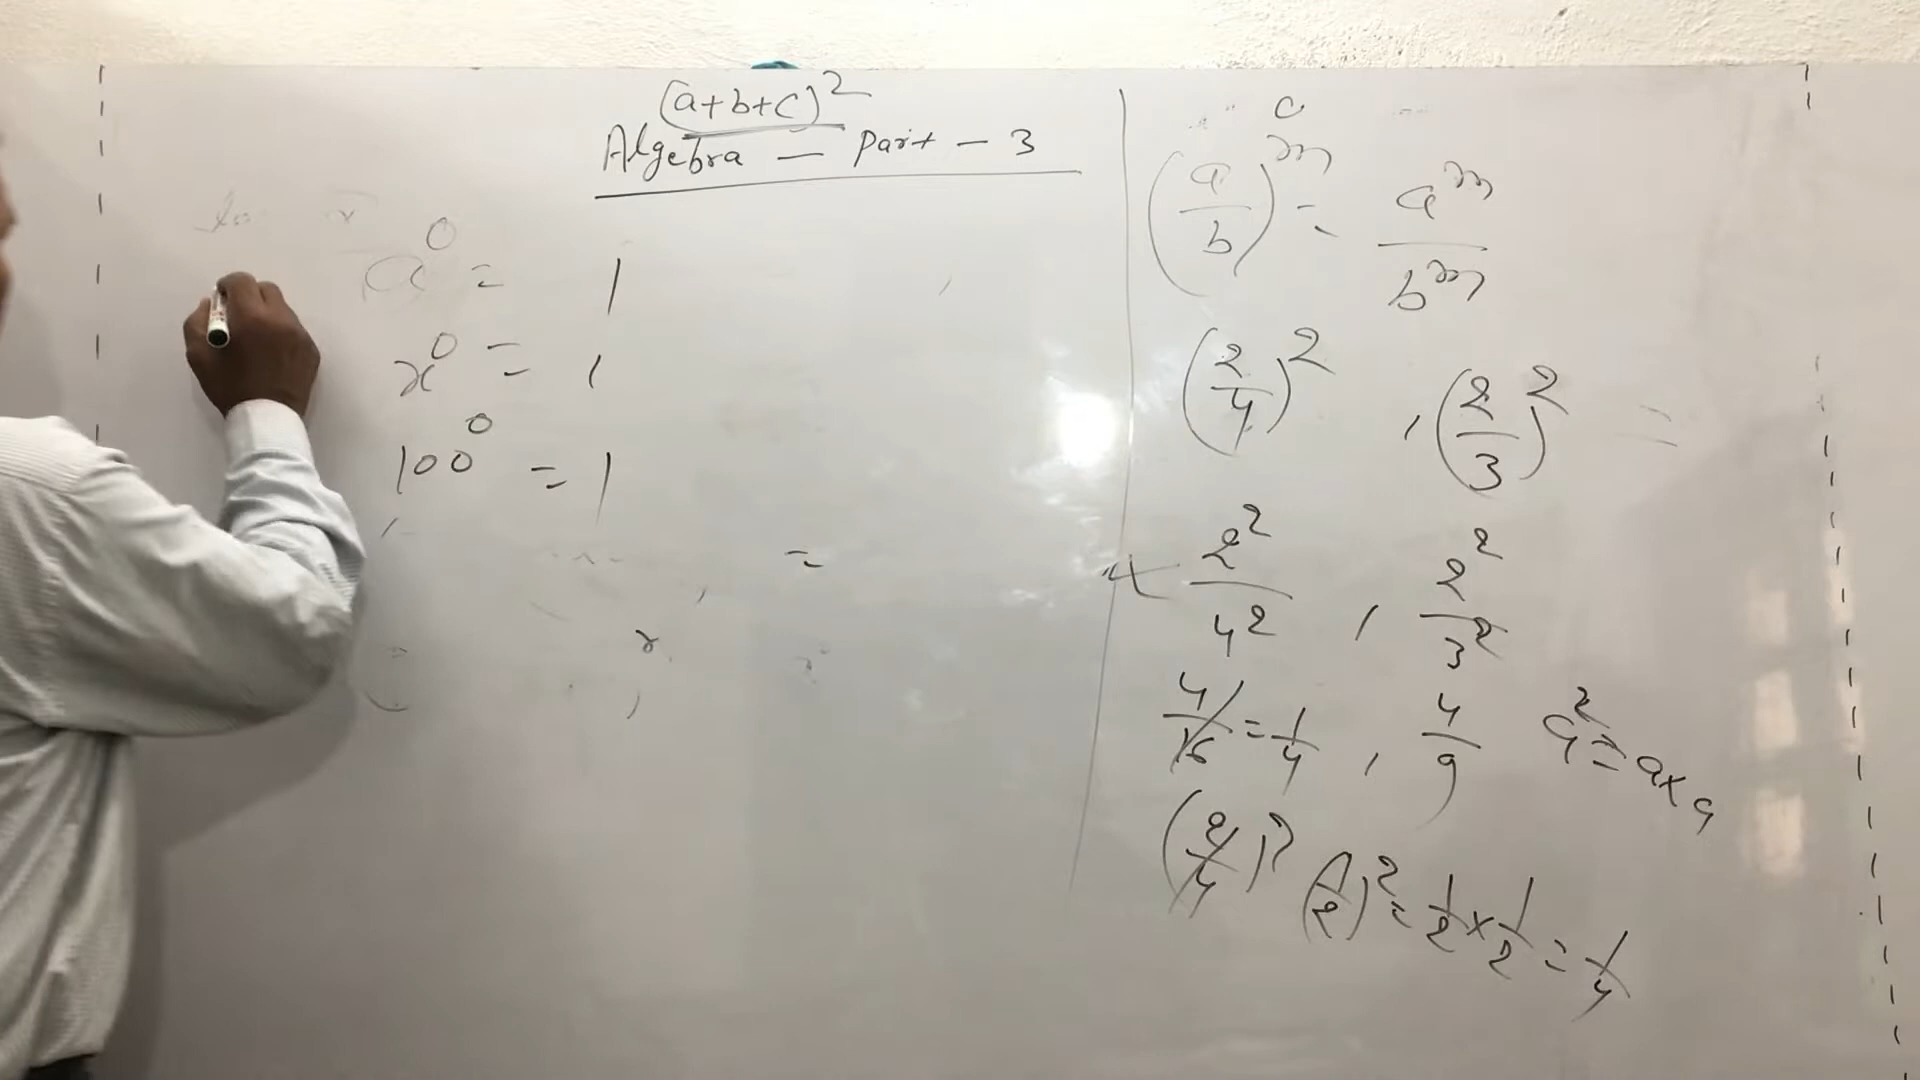 (a+b+c)²
Algebra — Part - 3
a⁰ = 1
x⁰ = 1
100⁰ = 1
=
(a/b)^m = a^m/b^m
(2/4)² , (2/3)² =
2²/4² , 2²/3²
4/16 = 1/4 , 4/9
a² = a×a
(2/4)² (1/2)² = 1/2 × 1/2 = 1/4